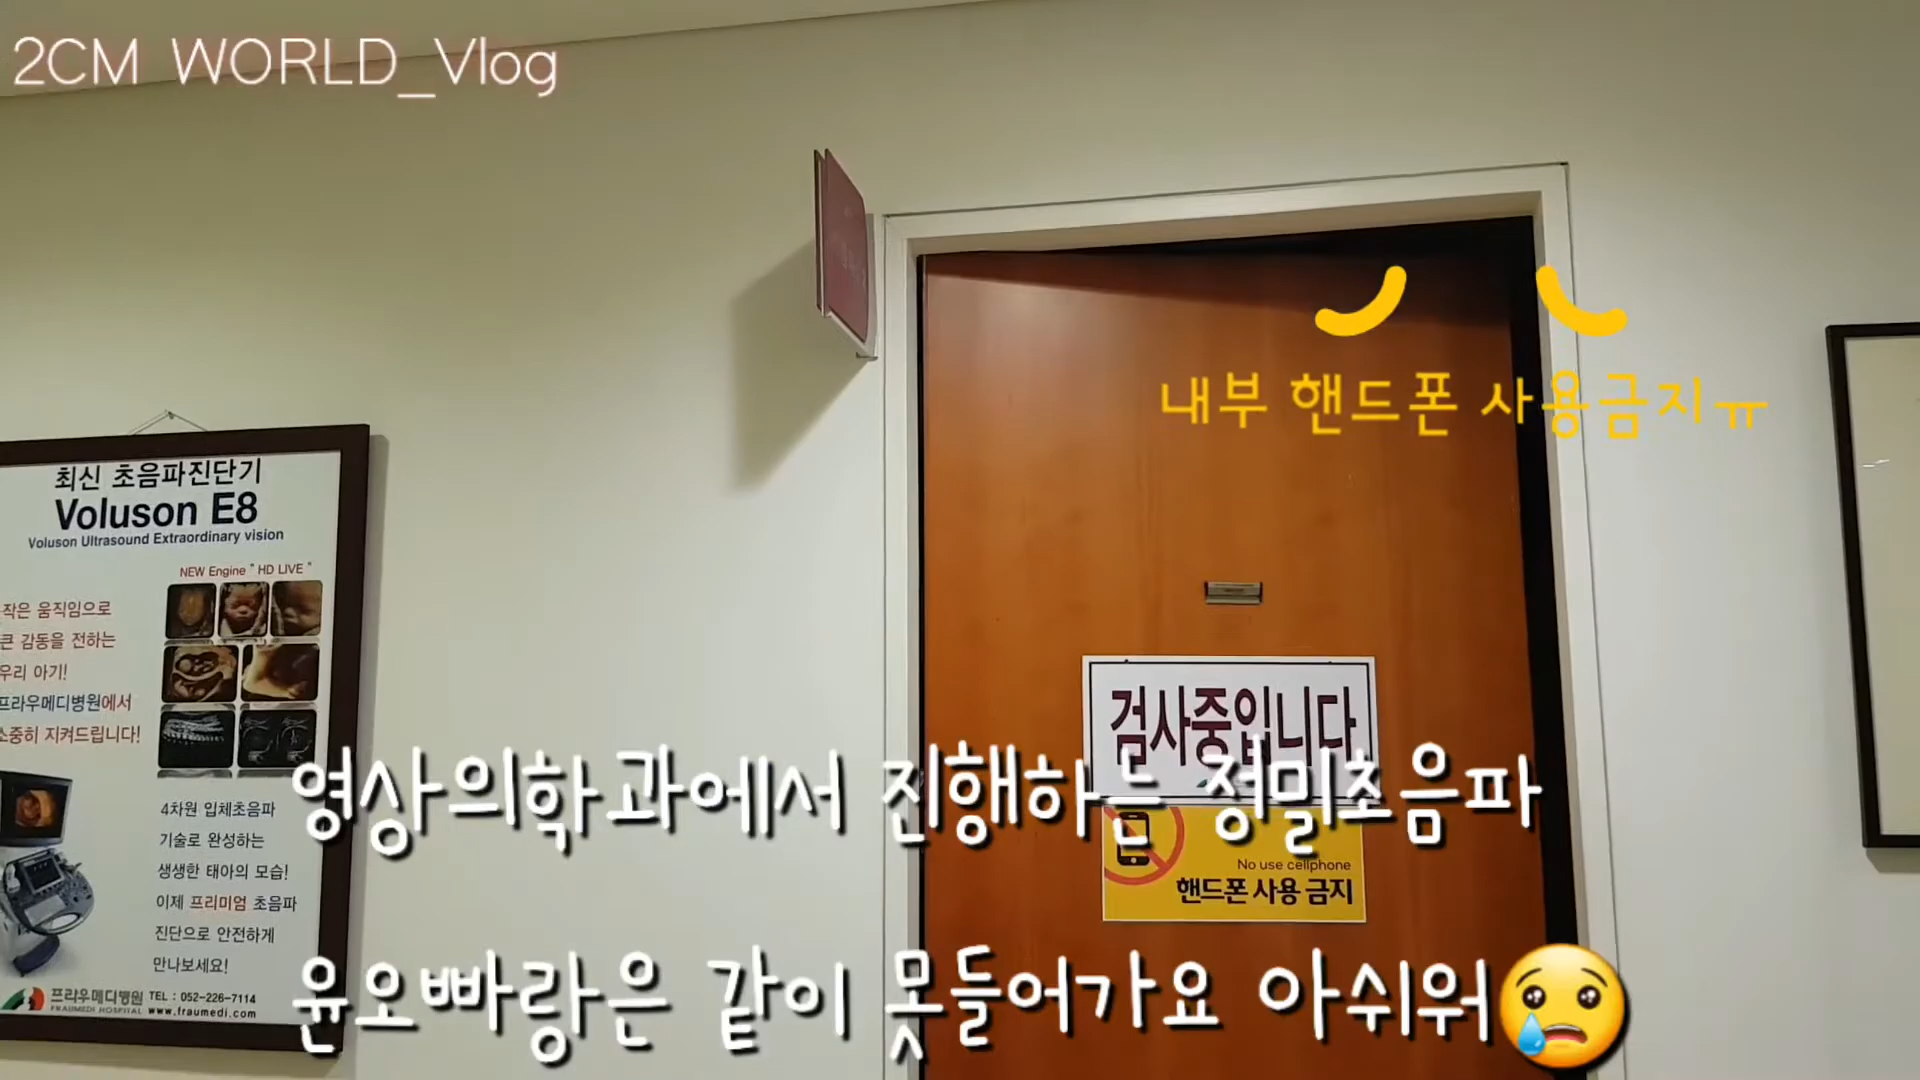 2CM WORLD_Vlog
내부 핸드폰 사용금지ㅠ
최신 초음파진단기
Voluson E8
Voluson Ultrasound Extraordinary vision
NEW Engine "HD LIVE"
작은 움직임으로
큰 감동을 전하는
우리 아기!
프라우메디병원에서
소중히 지켜드립니다!
4차원 입체초음파
기술로 완성하는
생생한 태아의 모습!
이제 프리미엄 초음파
진단으로 안전하게
만나보세요!
프라우메디병원 TEL : 052-226-7114
FRAUMEDI HOSPITAL www.fraumedi.com
검사중입니다
No use cellphone
핸드폰 사용 금지
영상의학과에서 진행하는 정밀초음파
윤오빠랑은 같이 못들어가요 아쉬워😢